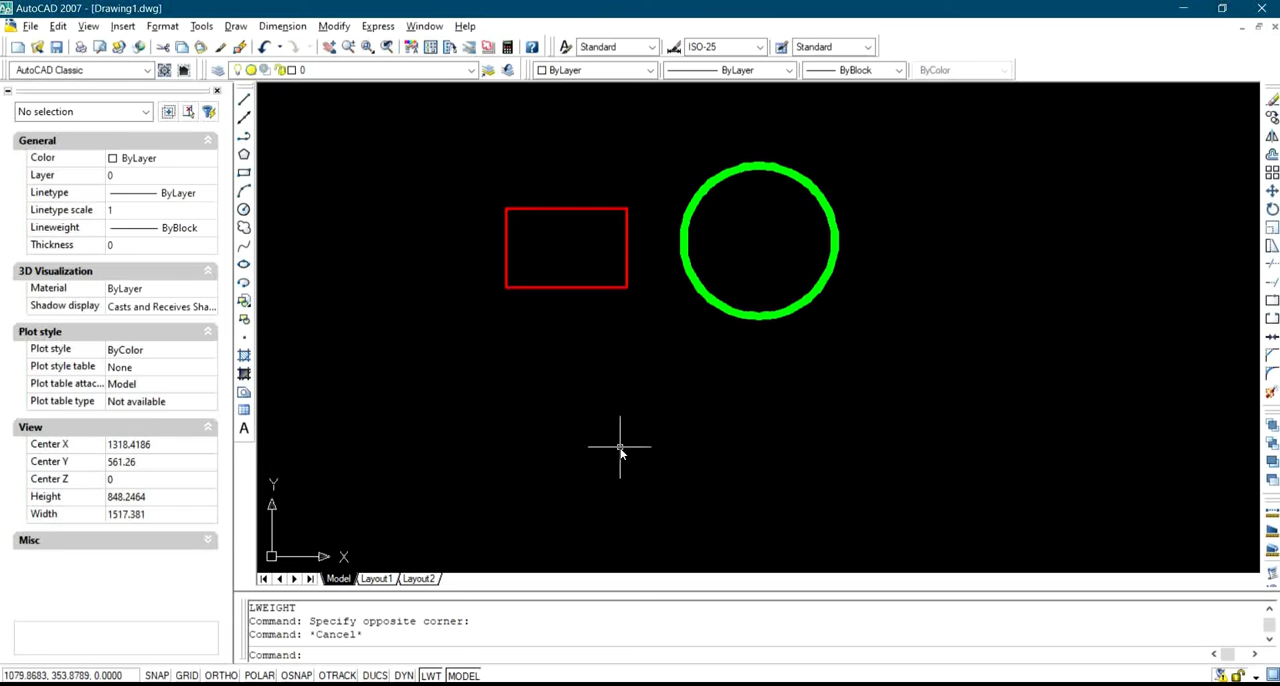 AutoCAD 2007 - [Drawing1.dwg]
File Edit View Insert Format Tools Draw Dimension Modify Express Window Help
Standard ISO-25 Standard
AutoCAD Classic 0 ByLayer ByLayer ByBlock ByColor
No selection
General
Color ByLayer
Layer 0
Linetype ByLayer
Linetype scale 1
Lineweight ByBlock
Thickness 0
3D Visualization
Material ByLayer
Shadow display Casts and Receives Sha...
Plot style
Plot style ByColor
Plot style table None
Plot table attac... Model
Plot table type Not available
View
Center X 1318.4186
Center Y 561.26
Center Z 0
Height 848.2464
Width 1517.381
Misc
A
Y
X
Model Layout1 Layout2
LWEIGHT
Command: Specify opposite corner:
Command: *Cancel*
Command:
1079.8683, 353.8789, 0.0000 SNAP GRID ORTHO POLAR OSNAP OTRACK DUCS DYN LWT MODEL